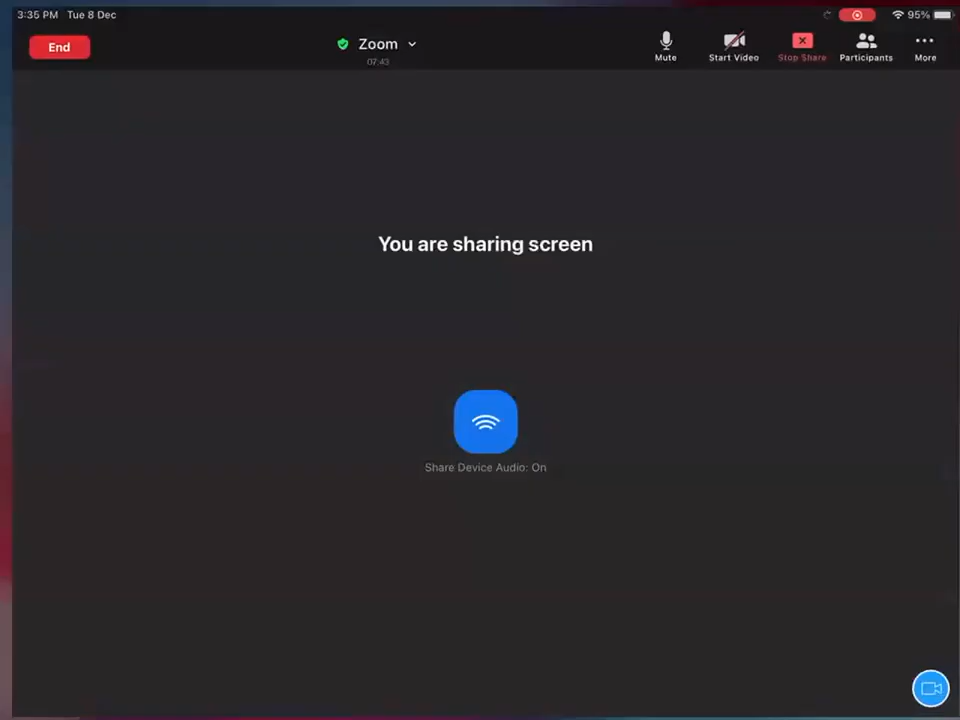 3:35 PM Tue 8 Dec
95%
End
Zoom
07:43
Mute
Start Video
Stop Share
Participants
More
You are sharing screen
Share Device Audio: On